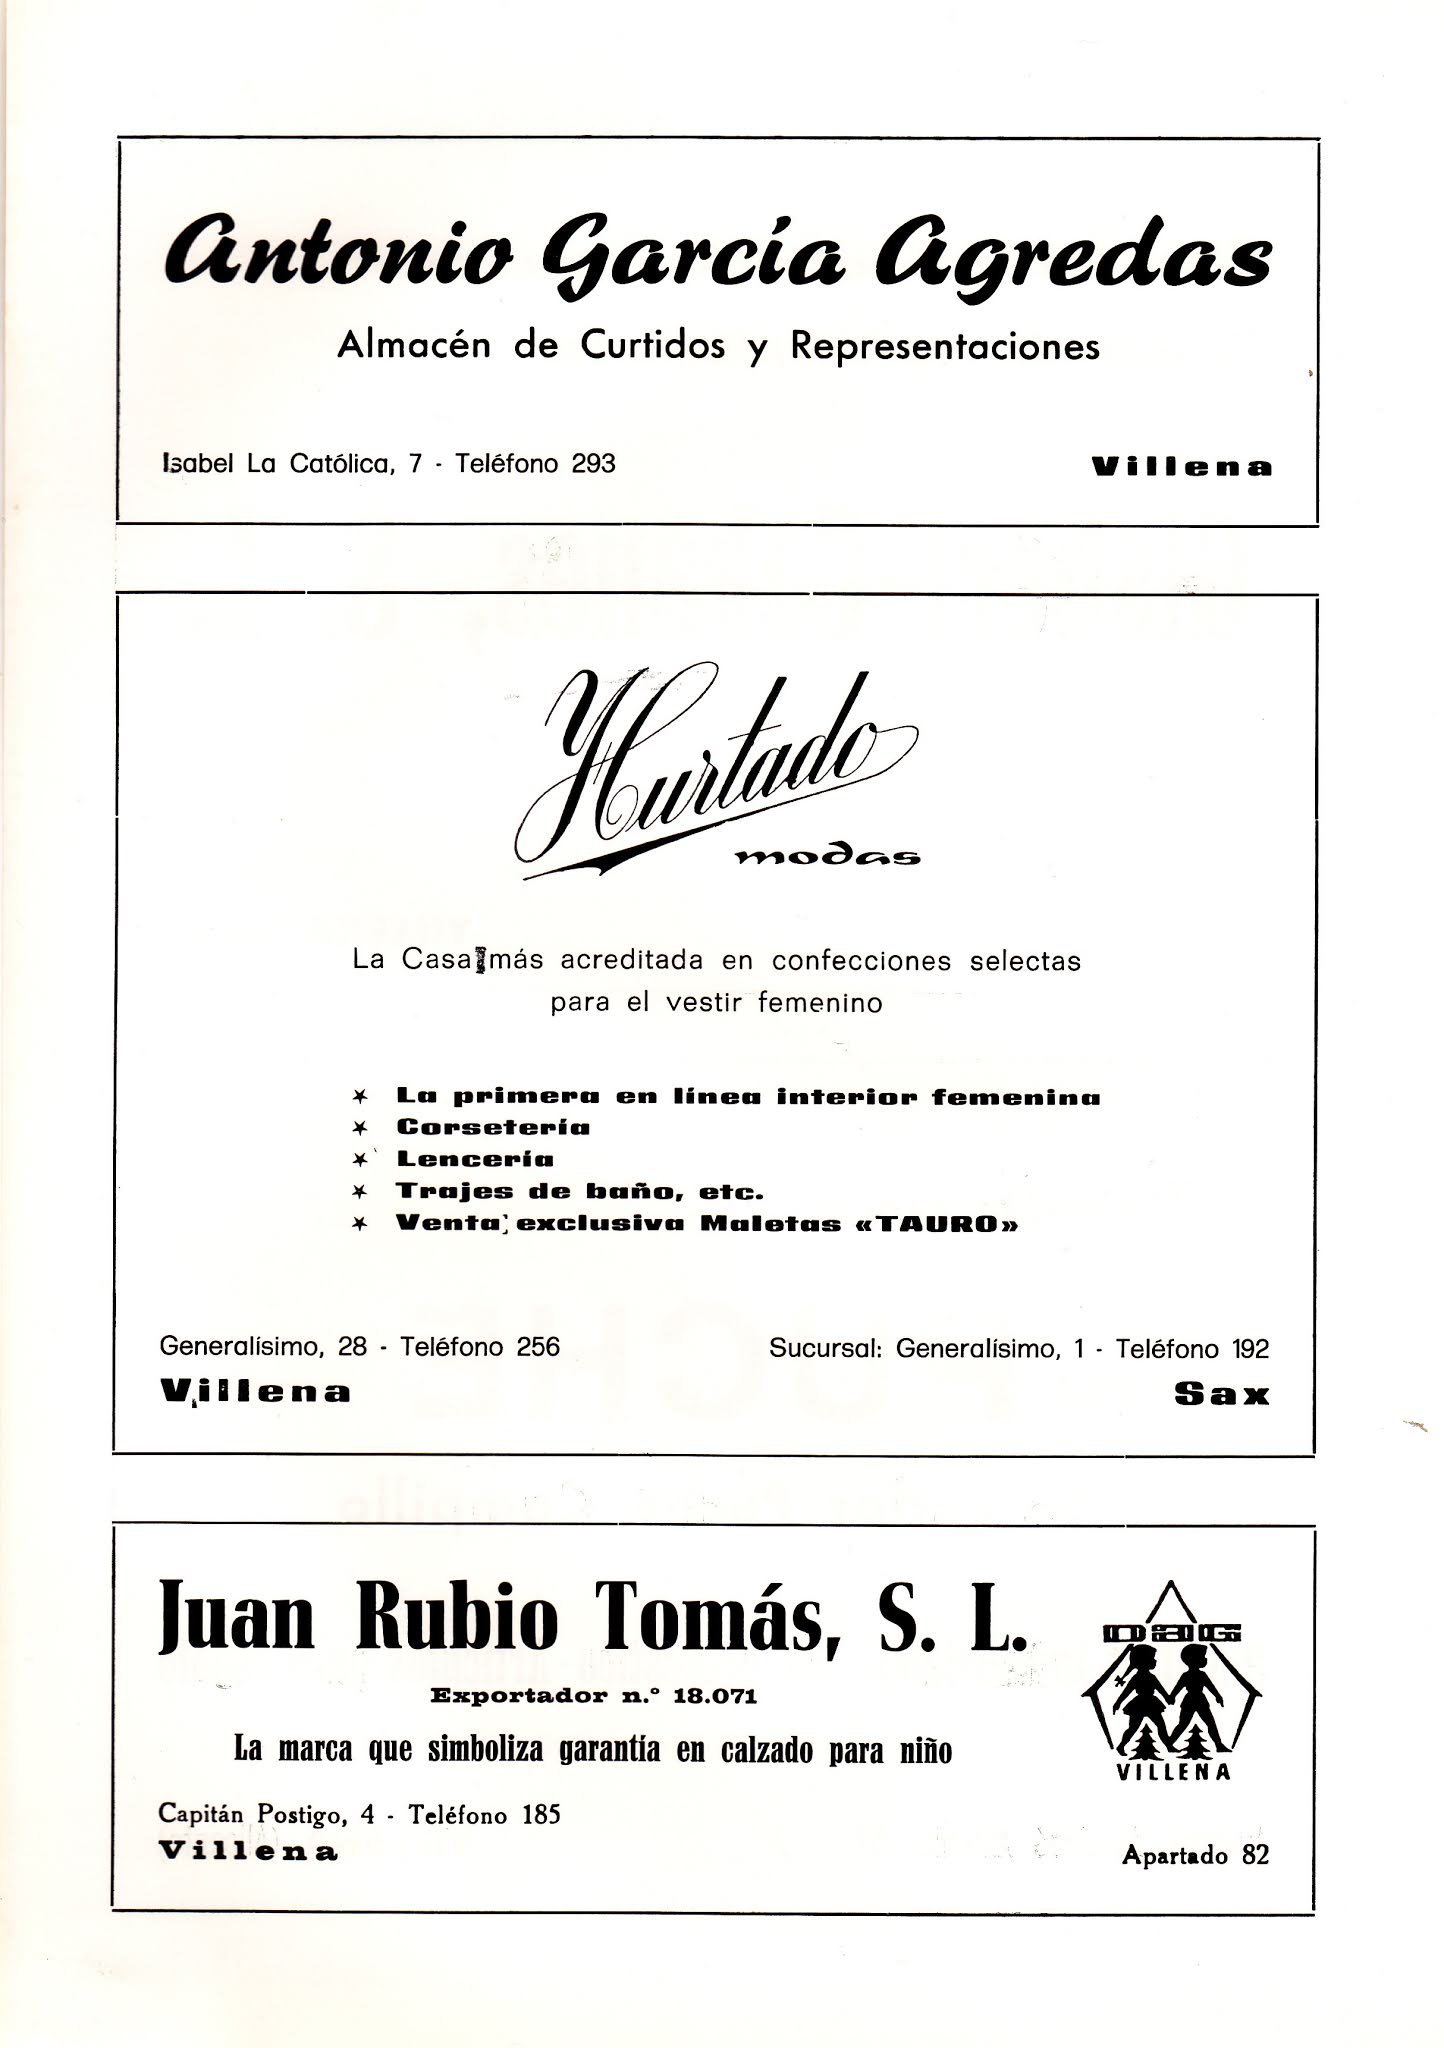 Antonio García Agredas
Almacén de Curtidos y Representaciones
Isabel La Católica, 7 - Teléfono 293
Villena
Hurtado
modas
La Casa más acreditada en confecciones selectas
para el vestir femenino
★ La primera en línea interior femenina
★ Corsetería
★ Lencería
★ Trajes de baño, etc.
★ Venta exclusiva Maletas «TAURO»
Generalísimo, 28 - Teléfono 256
Villena
Sucursal: Generalísimo, 1 - Teléfono 192
Sax
Juan Rubio Tomás, S. L.
Exportador n.º 18.071
La marca que simboliza garantía en calzado para niño
Capitán Postigo, 4 - Teléfono 185
Villena
VILLENA
Apartado 82